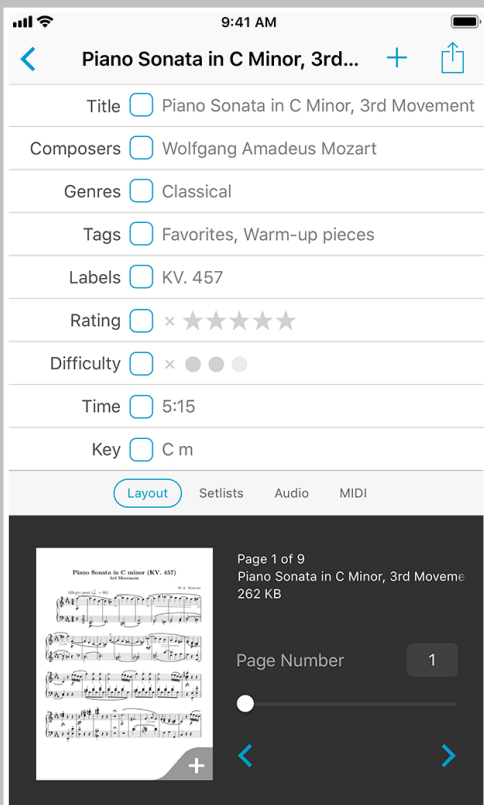 9:41 AM
Piano Sonata in C Minor, 3rd...
Title Piano Sonata in C Minor, 3rd Movement
Composers Wolfgang Amadeus Mozart
Genres Classical
Tags Favorites, Warm-up pieces
Labels KV. 457
Rating ×
Difficulty ×
Time 5:15
Key C m
Layout Setlists Audio MIDI
Page 1 of 9
Piano Sonata in C Minor, 3rd Moveme
262 KB
Page Number 1
Piano Sonata in C minor (KV. 457)
3rd Movement
W.A. Mozart